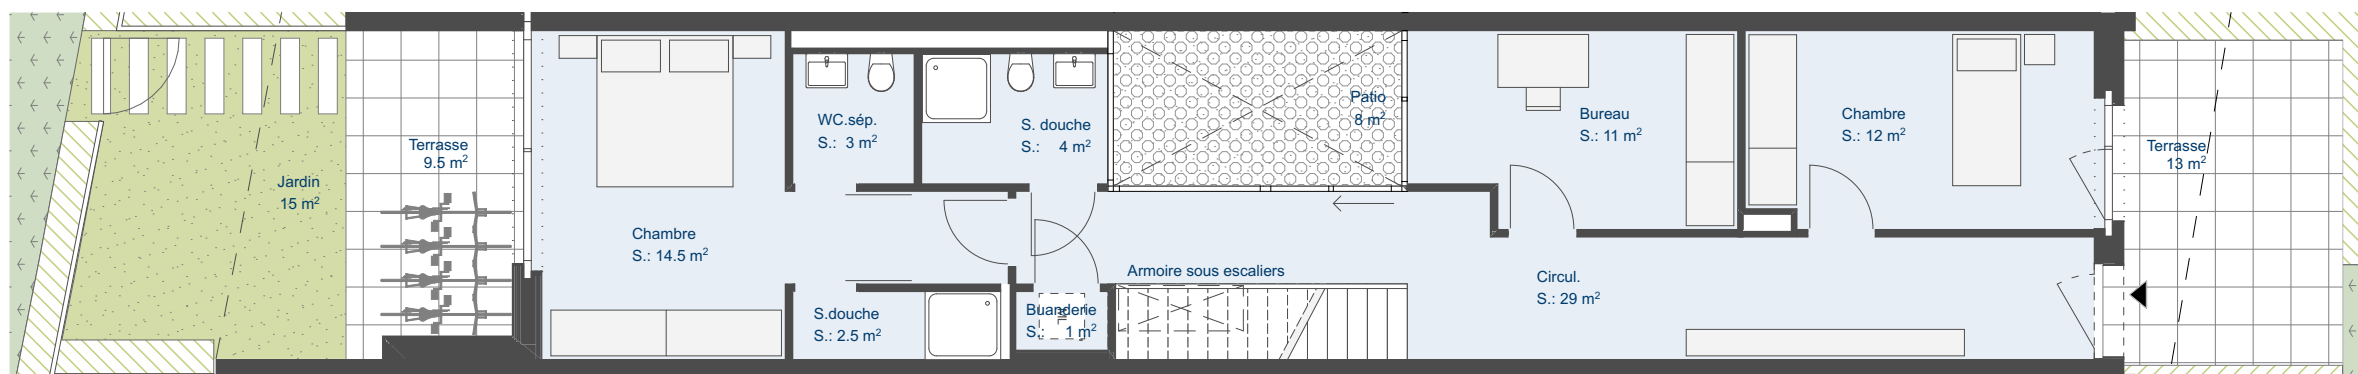 Jardin
15 m²
Terrasse
9.5 m²
Chambre
S.: 14.5 m²
WC.sép.
S.: 3 m²
S. douche
S.: 4 m²
S.douche
S.: 2.5 m²
Buanderie
S.: 1 m²
Armoire sous escaliers
Patio
8 m²
Circul.
S.: 29 m²
Bureau
S.: 11 m²
Chambre
S.: 12 m²
Terrasse
13 m²